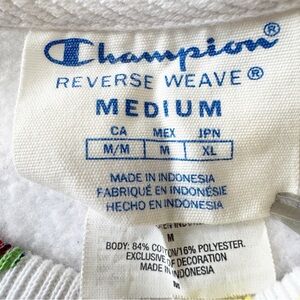 Champion®
REVERSE WEAVE®
MEDIUM
CA MEX JPN
M/M M XL
MADE IN INDONESIA
FABRIQUÉ EN INDONÉSIE
HECHO EN INDONESIA
M
BODY: 84% COTTON/16% POLYESTER.
EXCLUSIVE OF DECORATION
MADE IN INDONESIA